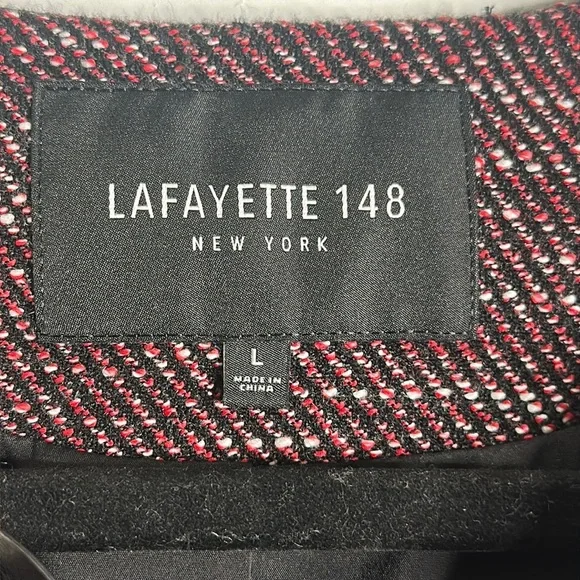 LAFAYETTE 148
NEW YORK
L
MADE IN
CHINA